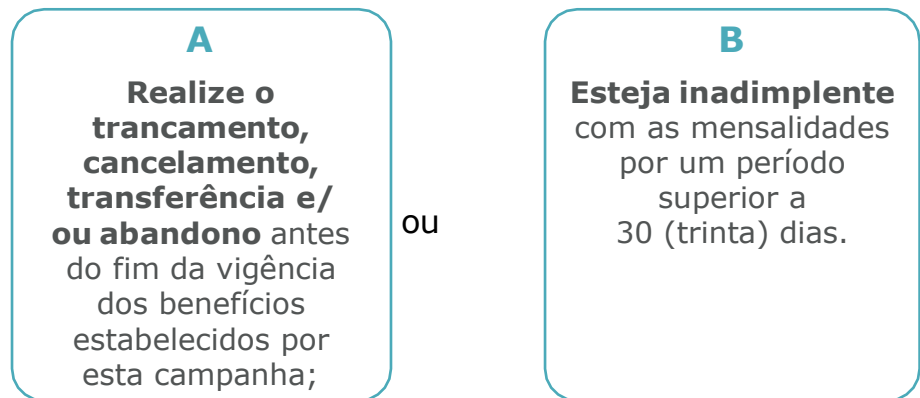 A
Realize o
trancamento,
cancelamento,
transferência e/
ou abandono antes
do fim da vigência
dos benefícios
estabelecidos por
esta campanha;
ou
B
Esteja inadimplente
com as mensalidades
por um período
superior a
30 (trinta) dias.